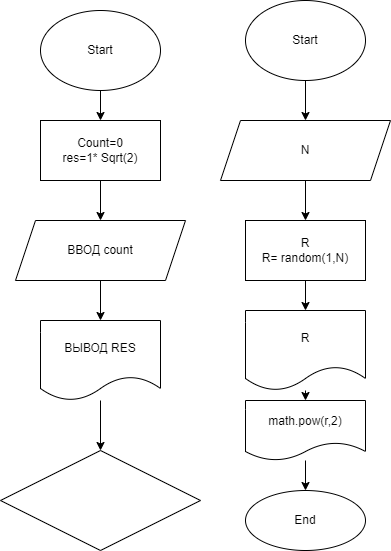 Start
Count=0
res=1* Sqrt(2)
ВВОД count
ВЫВОД RES
Start
N
R
R= random(1,N)
R
math.pow(r,2)
End